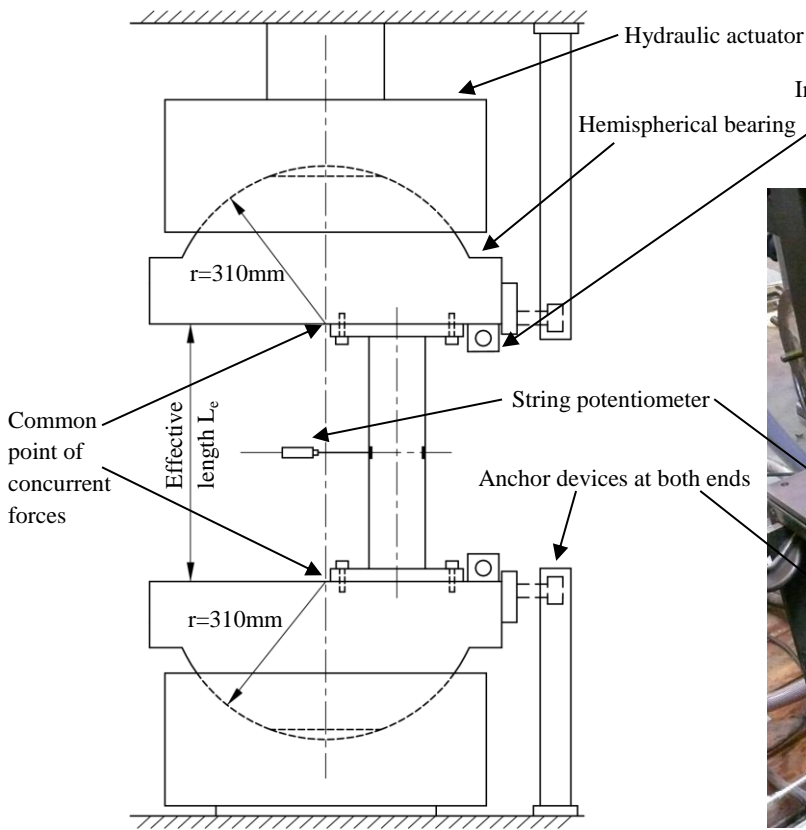 Hydraulic actuator
In
Hemispherical bearing
r=310mm
Common
point of
concurrent
forces
Effective
length Lₑ
String potentiometer
Anchor devices at both ends
r=310mm